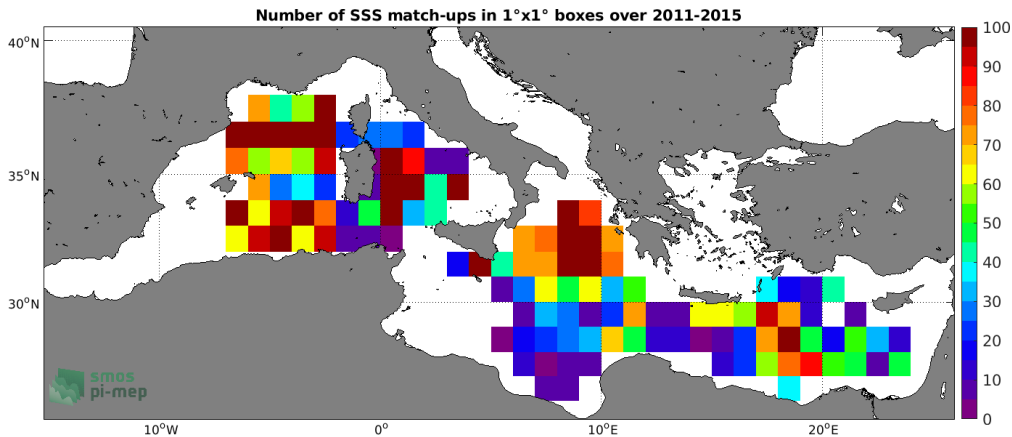 Number of SSS match-ups in 1°x1° boxes over 2011-2015
40°N
35°N
30°N
10°W
0°
10°E
20°E
100
90
80
70
60
50
40
30
20
10
0
smos
pi-mep